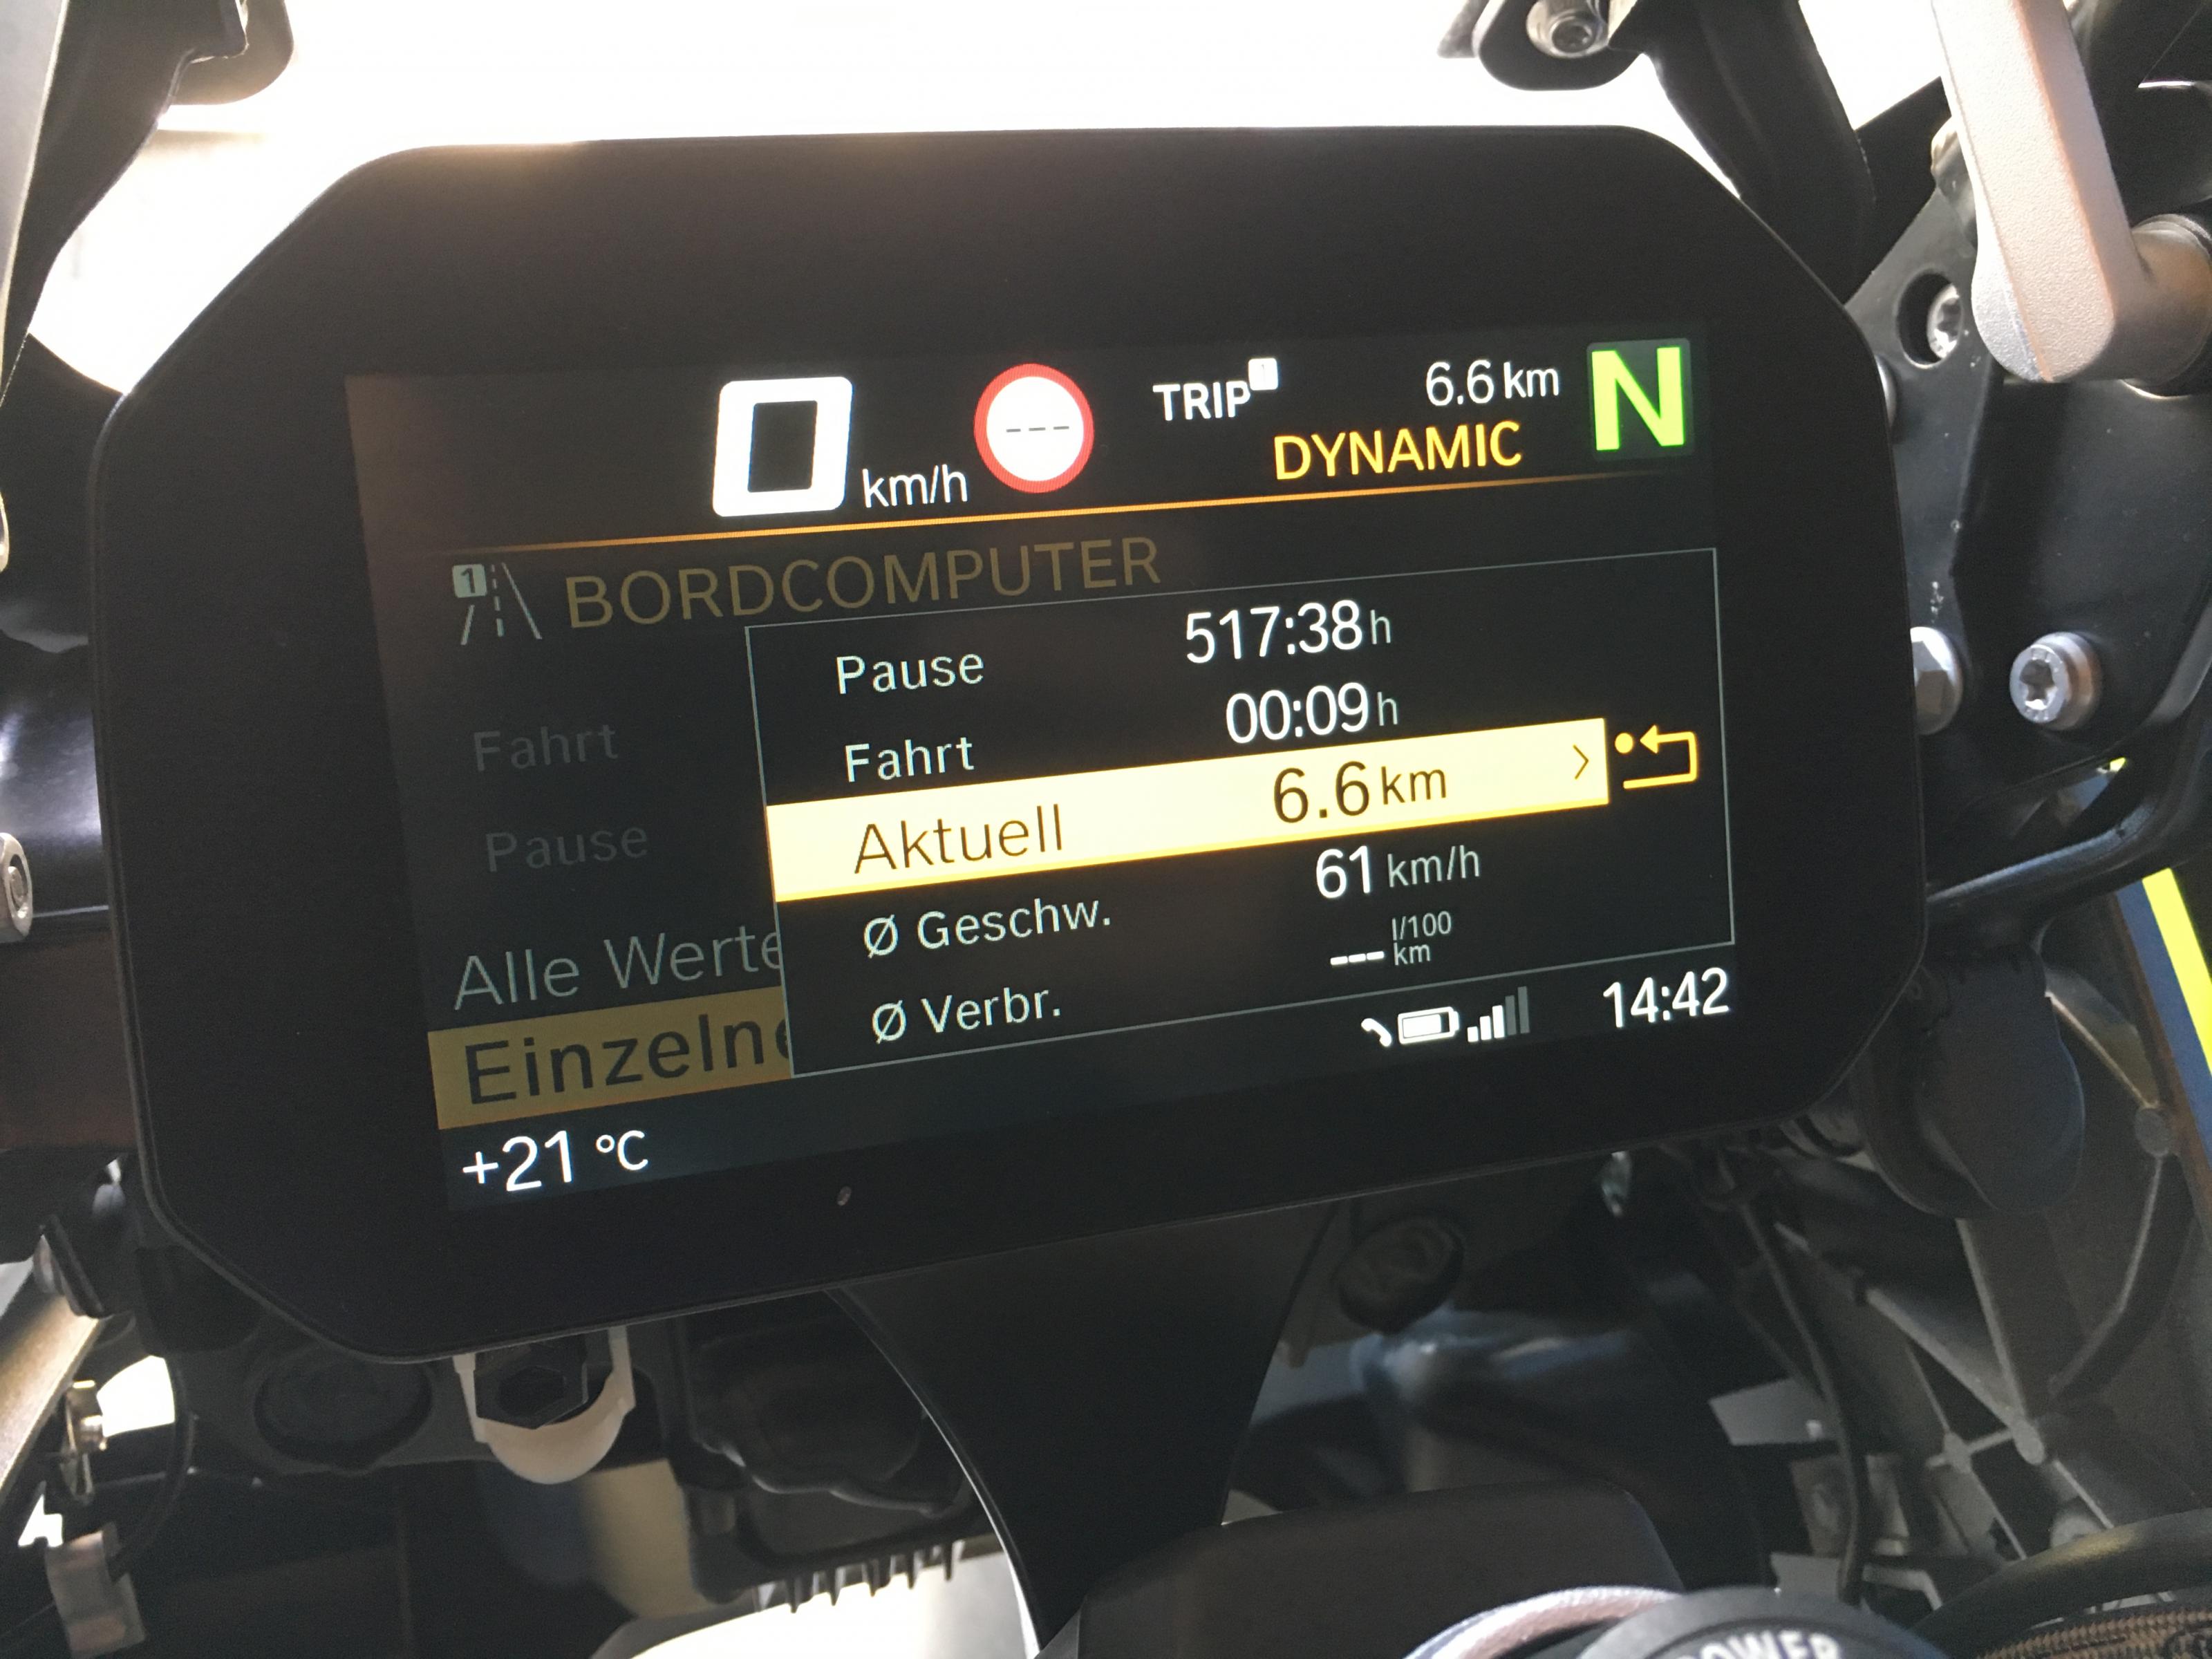 0 km/h --- TRIP 1 6.6 km N
DYNAMIC
1 BORDCOMPUTER
Pause 517:38 h
Fahrt 00:09 h
Aktuell 6.6 km >
Ø Geschw. 61 km/h
Ø Verbr. --- l/100 km
Fahrt
Pause
Alle Werte
Einzelne
+21 °C
14:42